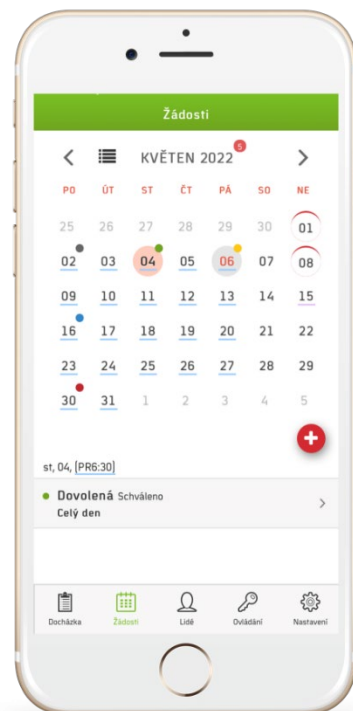 Žádosti
KVĚTEN 2022 5
PO ÚT ST ČT PÁ SO NE
25 26 27 28 29 30 01
02 03 04 05 06 07 08
09 10 11 12 13 14 15
16 17 18 19 20 21 22
23 24 25 26 27 28 29
30 31 1 2 3 4 5
st, 04, [PR6:30]
Dovolená Schváleno
Celý den
Docházka Žádosti Lidé Ovládání Nastavení